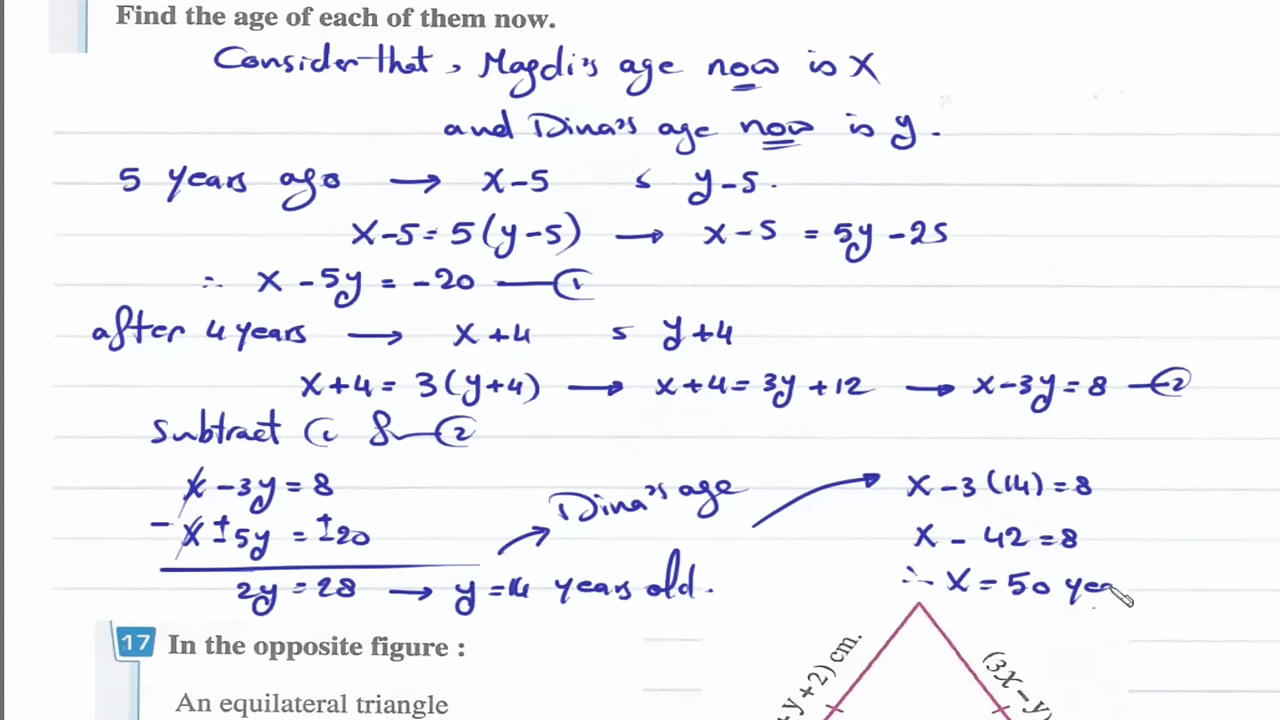 Find the age of each of them now.
Consider that, Magdi's age now is x
and Dina's age now is y.
5 years ago → x-5 , y-5.
x-5 = 5(y-5) → x-5 = 5y-25
∴ x-5y = -20 — ①
after 4 years → x+4 , y+4
x+4 = 3(y+4) → x+4 = 3y+12 → x-3y = 8 — ②
Subtract ① & ②
x-3y = 8
- x ± 5y = ± 20
2y = 28 → y = 14 years old.
Dina's age
x-3(14) = 8
x - 42 = 8
∴ x = 50 yea
17 In the opposite figure :
An equilateral triangle
y + 2) cm.
(3X - y)